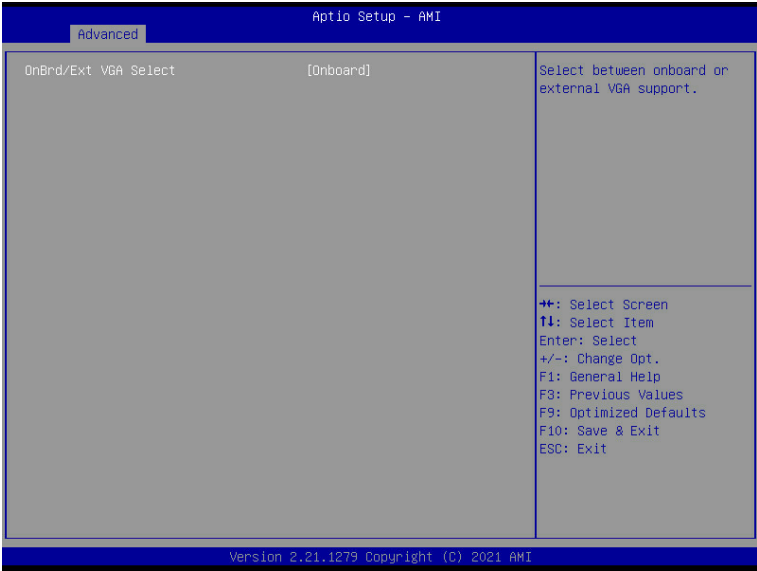 Aptio Setup – AMI
Advanced
OnBrd/Ext VGA Select [Onboard]
Select between onboard or
external VGA support.
→←: Select Screen
↑↓: Select Item
Enter: Select
+/-: Change Opt.
F1: General Help
F3: Previous Values
F9: Optimized Defaults
F10: Save & Exit
ESC: Exit
Version 2.21.1279 Copyright (C) 2021 AMI